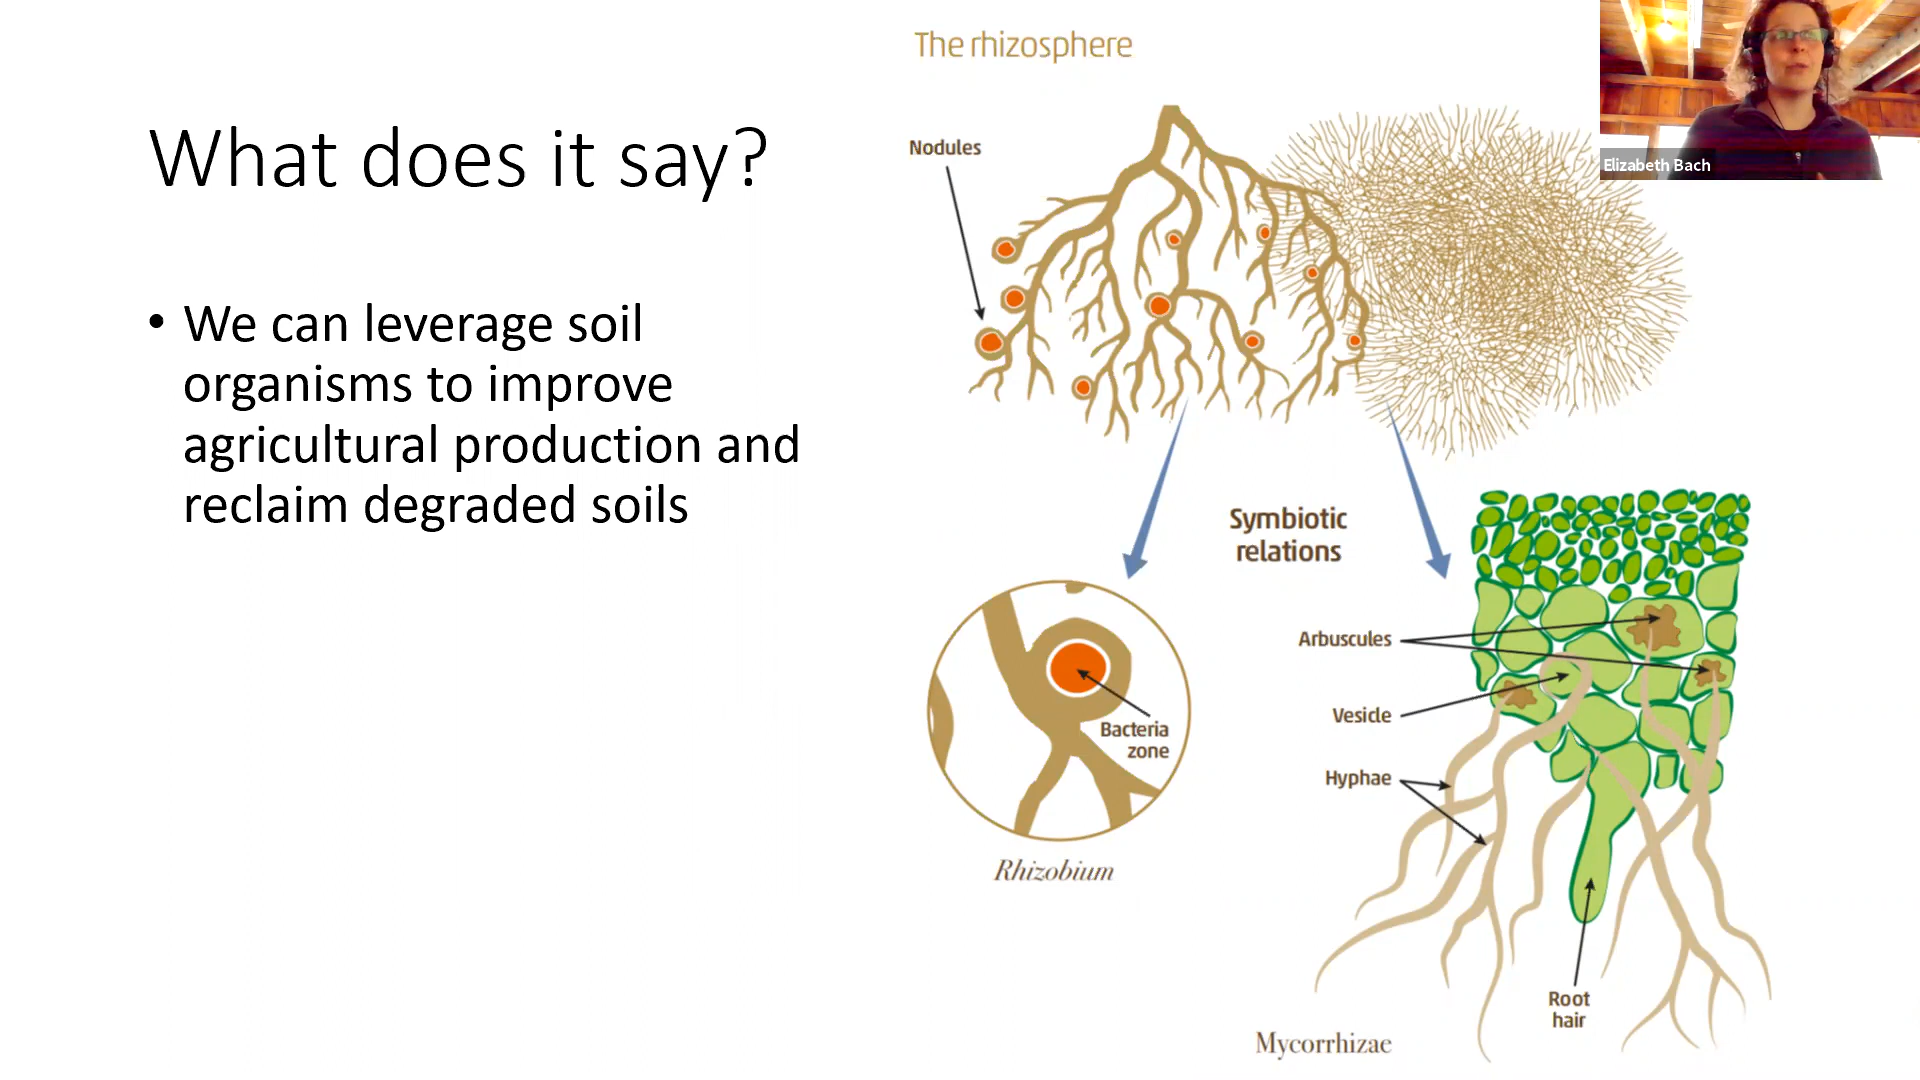 What does it say?
• We can leverage soil
organisms to improve
agricultural production and
reclaim degraded soils
The rhizosphere
Nodules
Symbiotic
relations
Bacteria
zone
Rhizobium
Arbuscules
Vesicle
Hyphae
Root
hair
Mycorrhizae
Elizabeth Bach